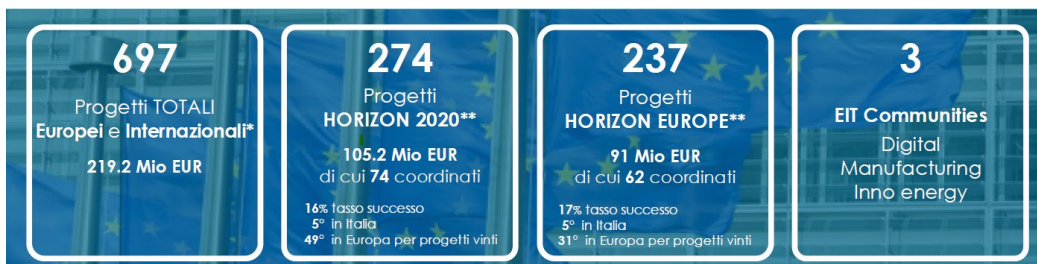 697
Progetti TOTALI
Europei e Internazionali*
219.2 Mio EUR
274
Progetti
HORIZON 2020**
105.2 Mio EUR
di cui 74 coordinati
16% tasso successo
5° in Italia
49° in Europa per progetti vinti
237
Progetti
HORIZON EUROPE**
91 Mio EUR
di cui 62 coordinati
17% tasso successo
5° in Italia
31° in Europa per progetti vinti
3
EIT Communities
Digital
Manufacturing
Inno energy